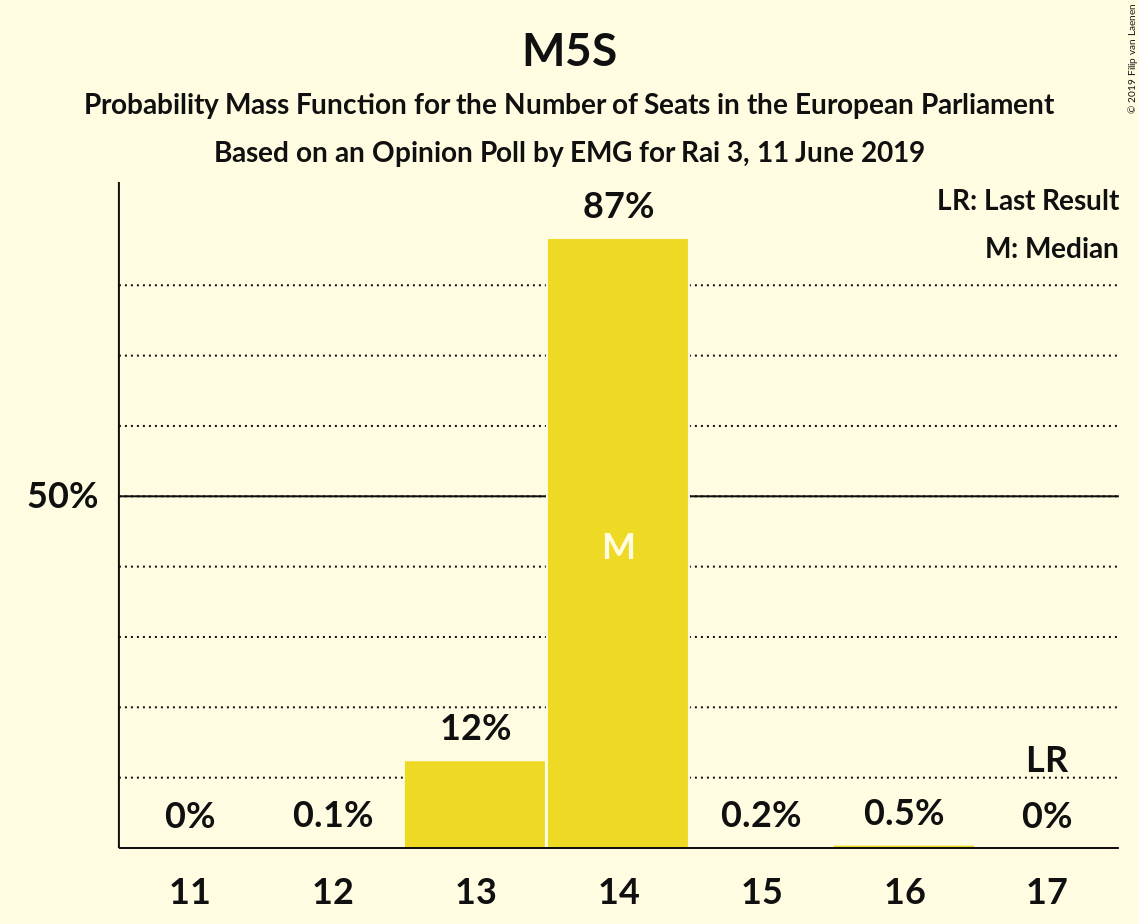 M5S
Probability Mass Function for the Number of Seats in the European Parliament
Based on an Opinion Poll by EMG for Rai 3, 11 June 2019
© 2019 Filip van Laenen
LR: Last Result
M: Median
87%
50%
M
12%
LR
0%
0.1%
0.2%
0.5%
0%
11
12
13
14
15
16
17